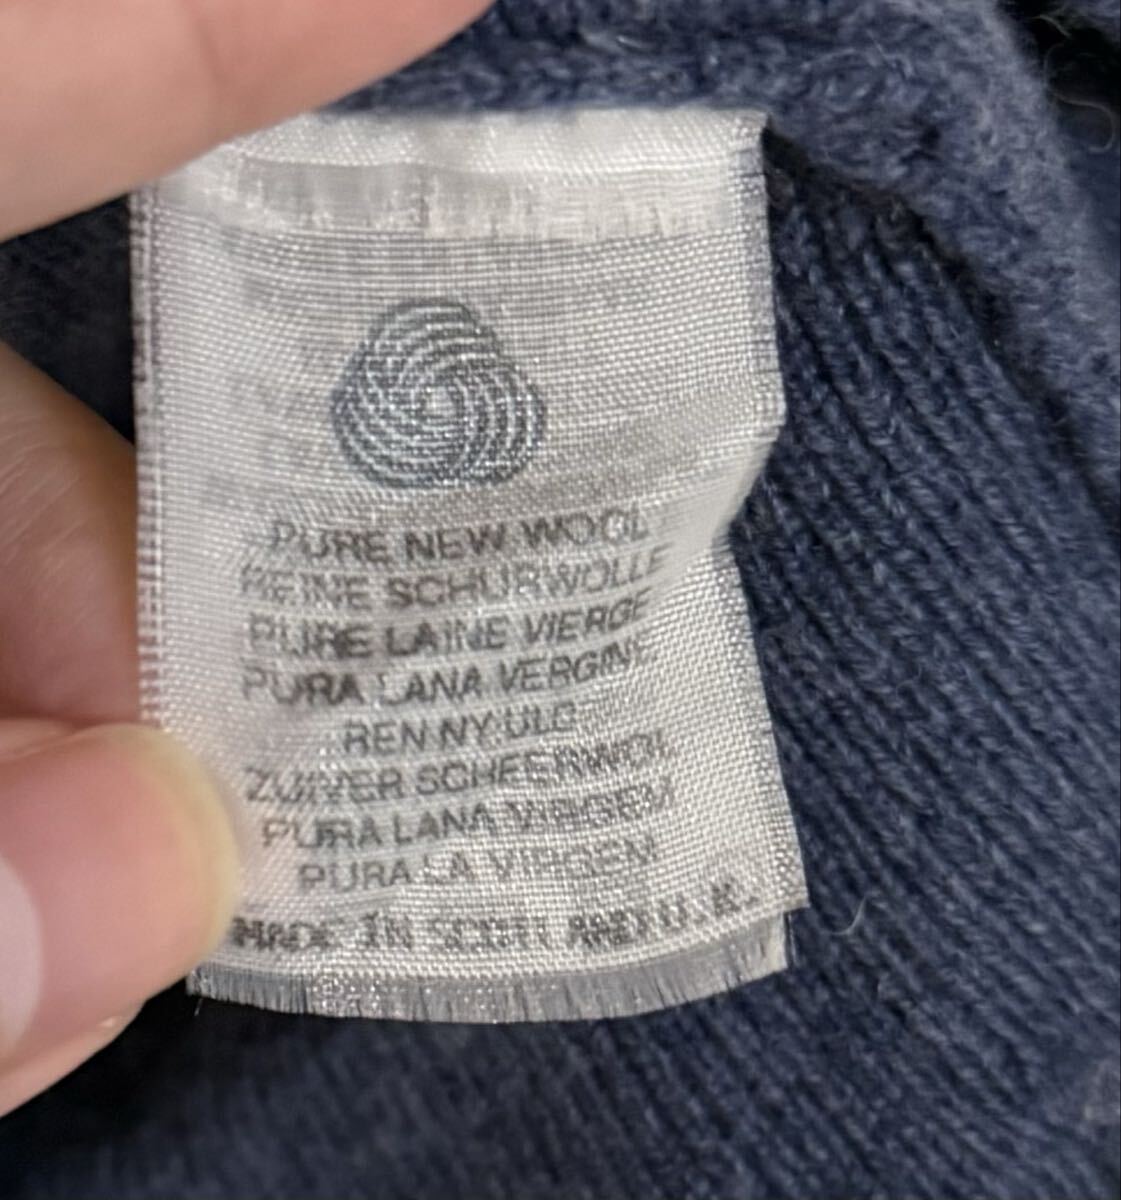 PURE NEW WOOL
REINE SCHURWOLLE
PURE LAINE VIERGE
PURA LANA VERGINE
REN NY ULD
ZUIVER SCHEERWOL
PURA LANA VIRGEM
PURA LA VIRGEM
MADE IN SCOTLAND U.K.